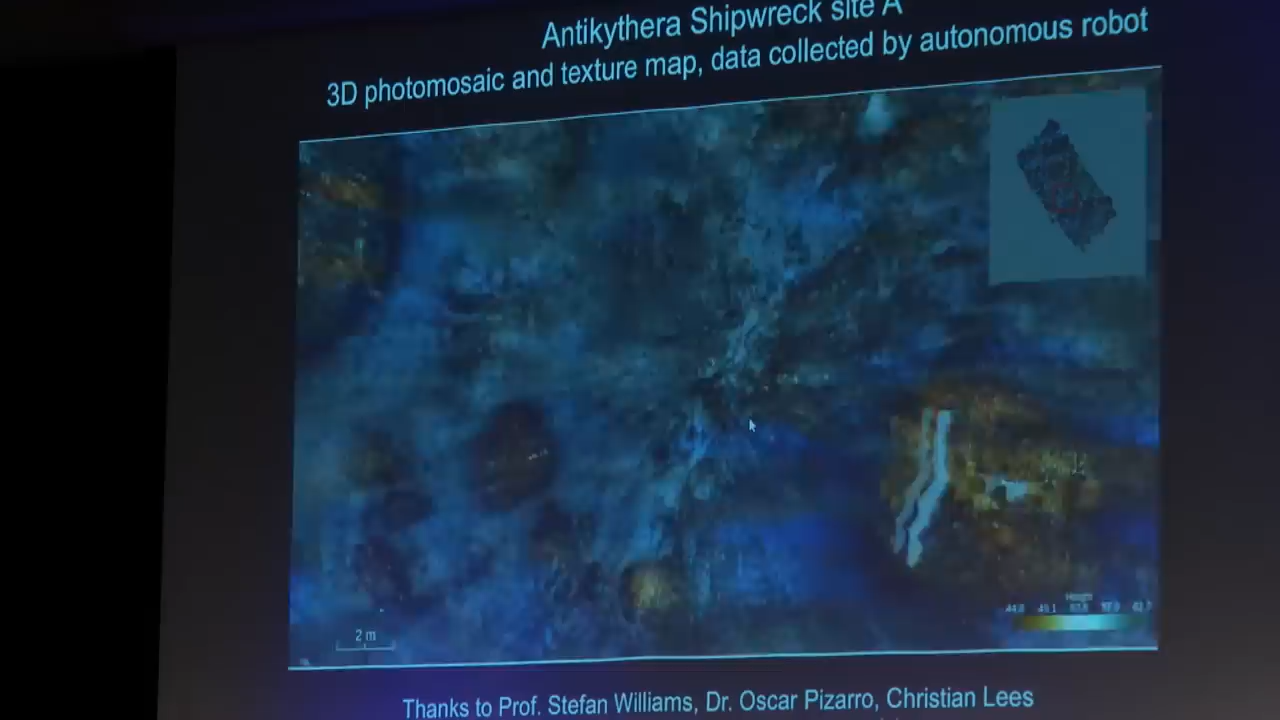 Antikythera Shipwreck site A
3D photomosaic and texture map, data collected by autonomous robot
Height
2 m
Thanks to Prof. Stefan Williams, Dr. Oscar Pizarro, Christian Lees